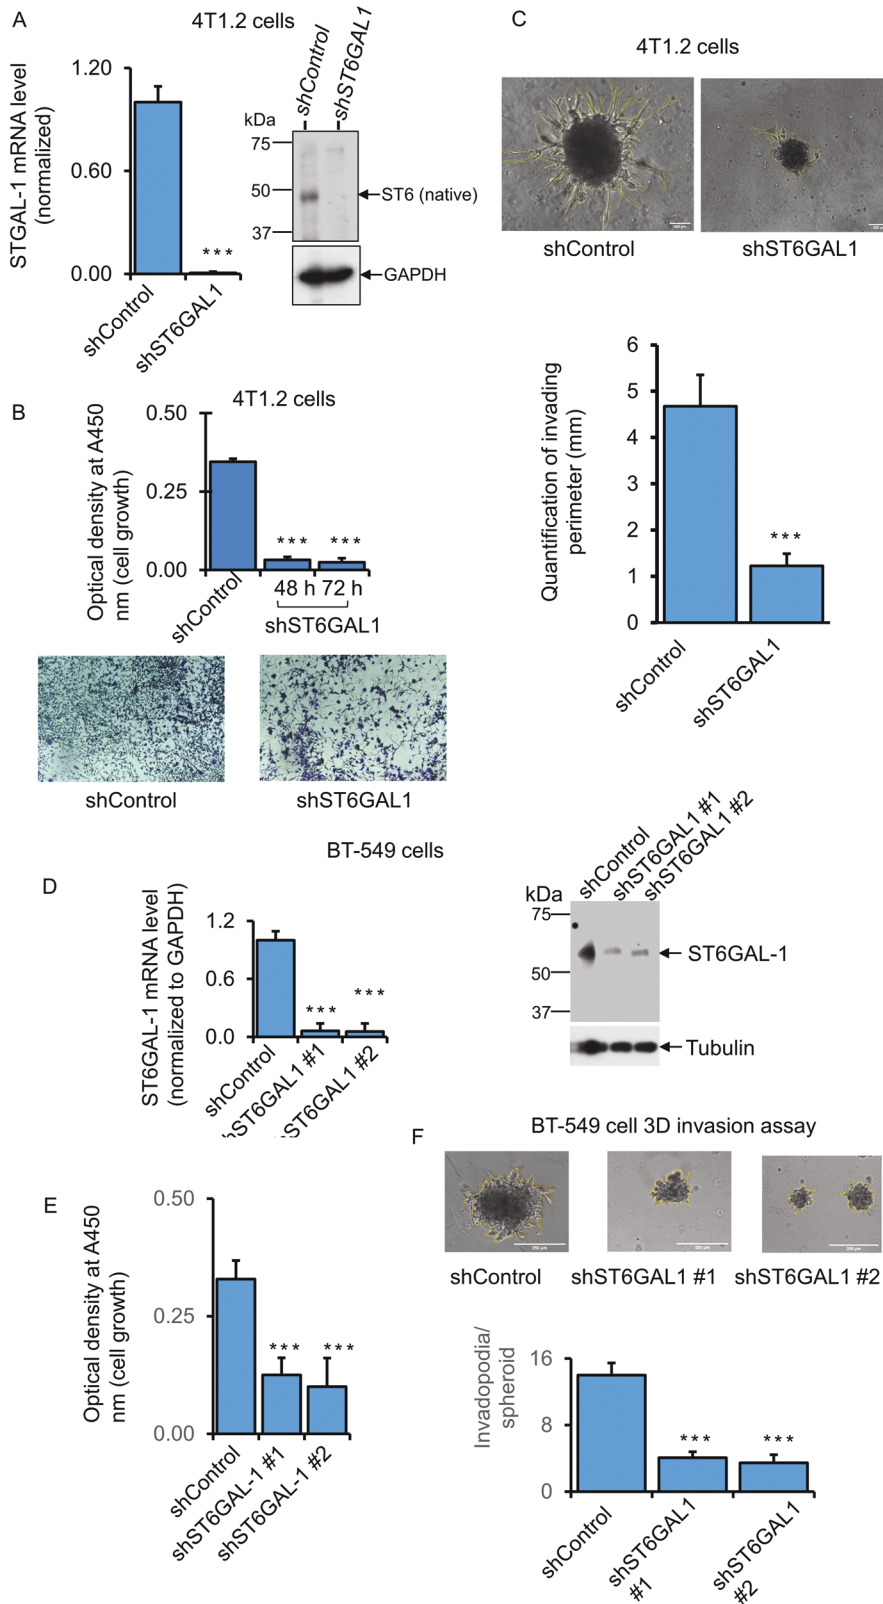 A
4T1.2 cells
STGAL-1 mRNA level
(normalized)
1.20
0.60
0.00
***
shControl
shST6GAL1
shControl
shST6GAL1
kDa
75
50
37
ST6 (native)
GAPDH
C
4T1.2 cells
shControl
shST6GAL1
Quantification of invading
perimeter (mm)
6
5
4
3
2
1
0
***
shControl
shST6GAL1
B
4T1.2 cells
Optical density at A450
nm (cell growth)
0.50
0.25
0.00
***
***
shControl
48 h 72 h
shST6GAL1
shControl
shST6GAL1
BT-549 cells
D
ST6GAL-1 mRNA level
(normalized to GAPDH)
1.2
0.6
0.0
***
***
shControl
shST6GAL1 #1
shST6GAL1 #2
shControl
shST6GAL1 #1
shST6GAL1 #2
kDa
75
50
37
ST6GAL-1
Tubulin
E
Optical density at A450
nm (cell growth)
0.50
0.25
0.00
***
***
shControl
shST6GAL-1 #1
shST6GAL-1 #2
F
BT-549 cell 3D invasion assay
shControl
shST6GAL1 #1
shST6GAL1 #2
Invadopodia/
spheroid
16
8
0
***
***
shControl
shST6GAL1
#1
shST6GAL1
#2